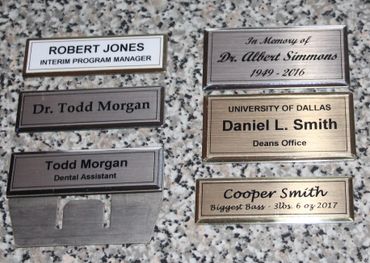 ROBERT JONES
INTERIM PROGRAM MANAGER
Dr. Todd Morgan
Todd Morgan
Dental Assistant
In Memory of
Dr. Albert Simmons
1949 - 2016
UNIVERSITY OF DALLAS
Daniel L. Smith
Deans Office
Cooper Smith
Biggest Bass - 3lbs. 6 oz 2017